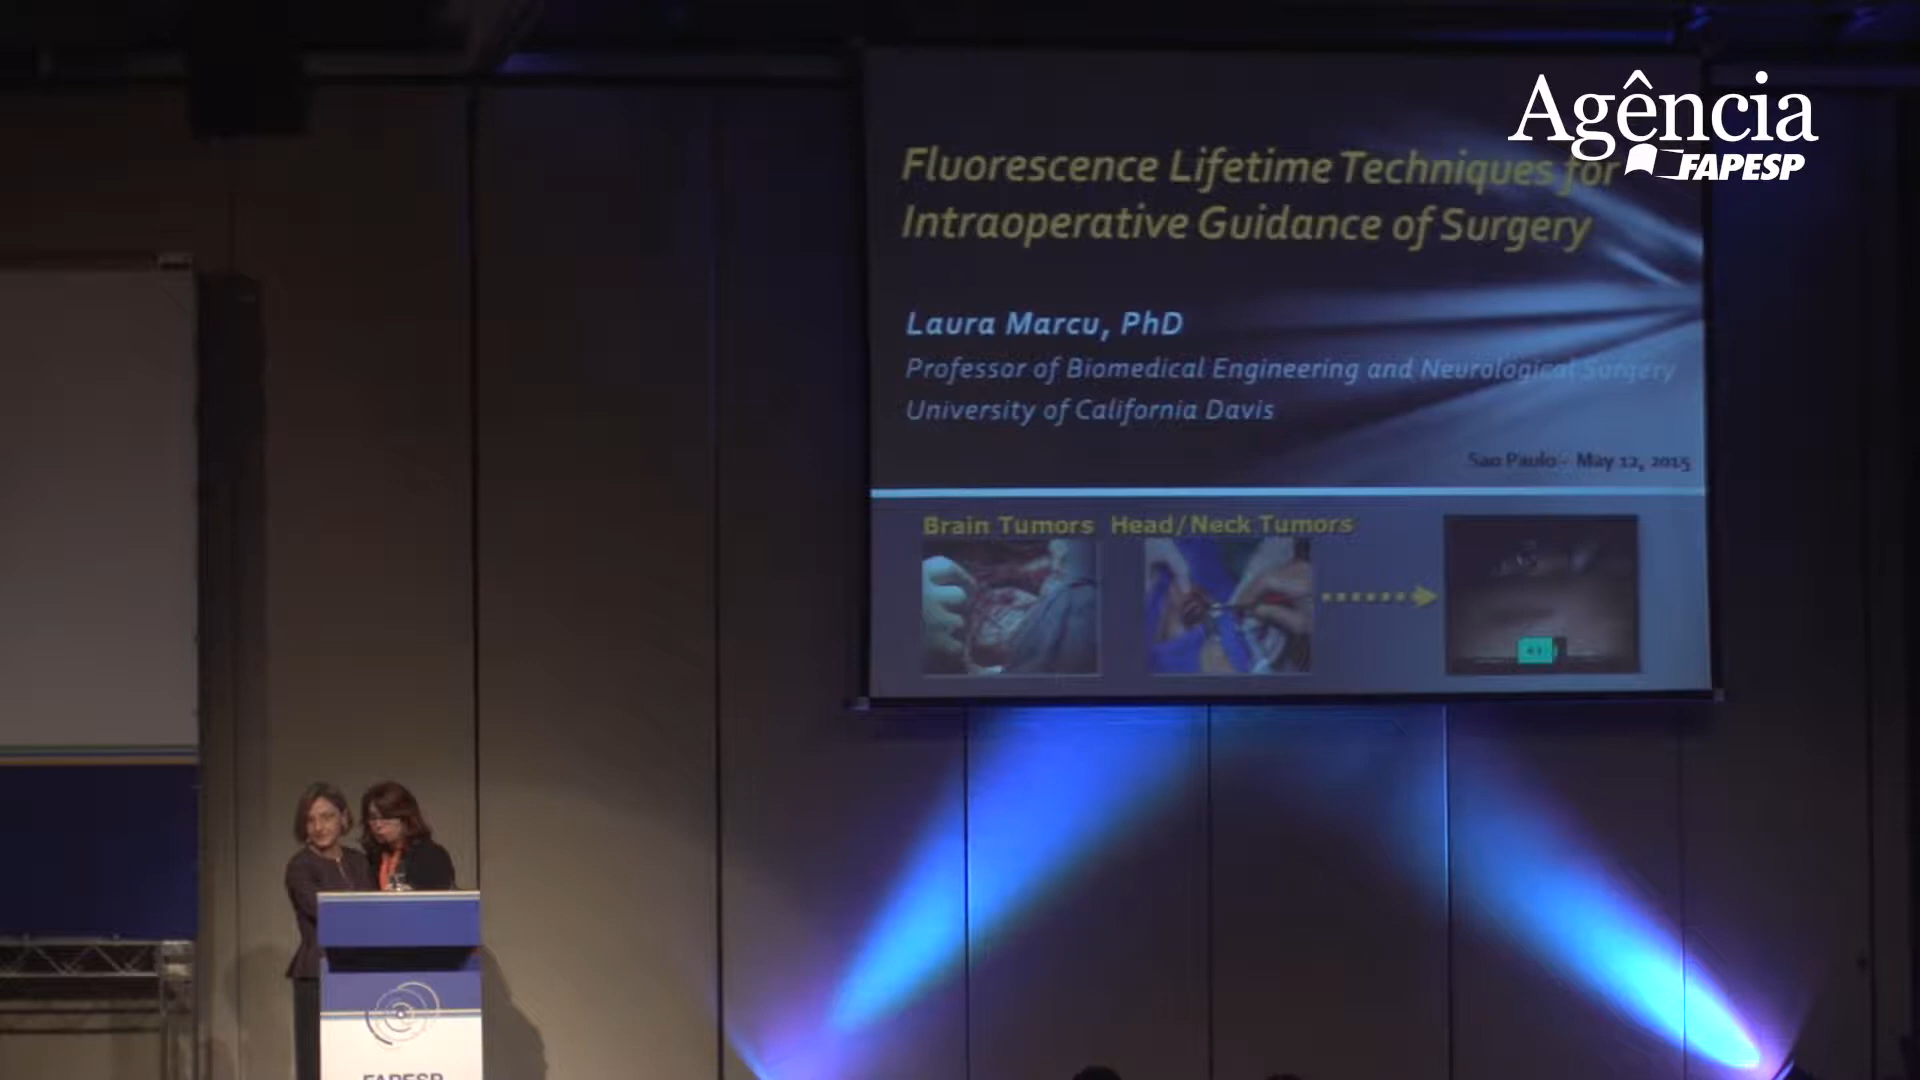 Agência
FAPESP
Fluorescence Lifetime Techniques for
Intraoperative Guidance of Surgery
Laura Marcu, PhD
Professor of Biomedical Engineering and Neurological Surgery
University of California Davis
Sao Paulo - May 12, 2015
Brain Tumors Head/Neck Tumors
FAPESP